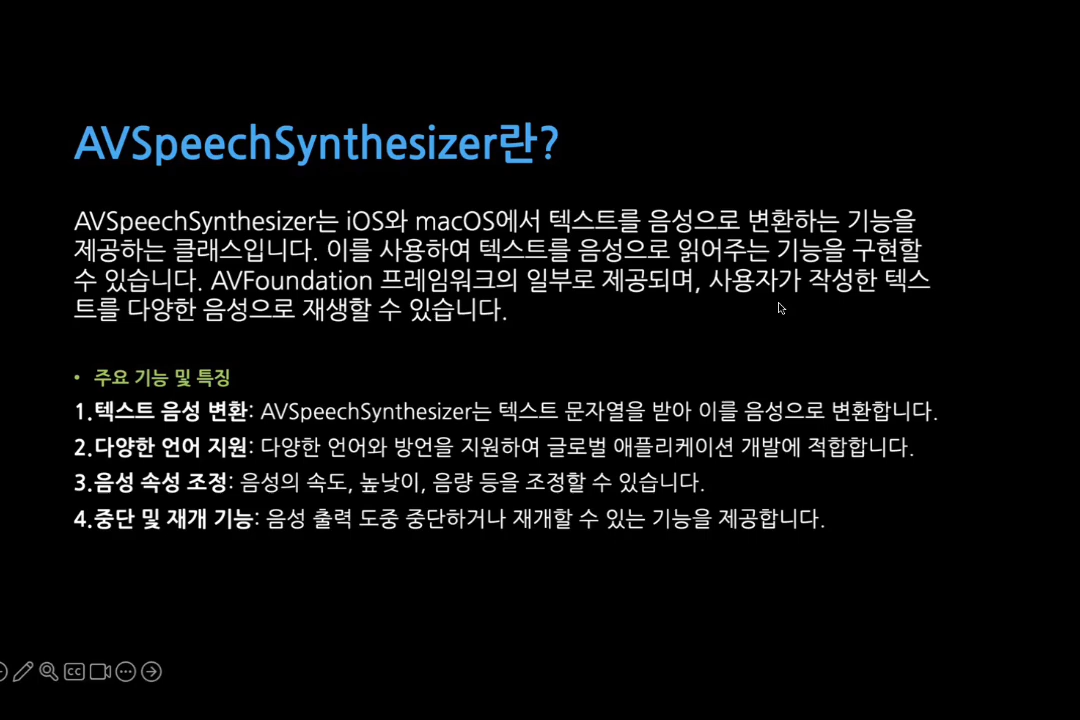 AVSpeechSynthesizer란?
AVSpeechSynthesizer는 iOS와 macOS에서 텍스트를 음성으로 변환하는 기능을
제공하는 클래스입니다. 이를 사용하여 텍스트를 음성으로 읽어주는 기능을 구현할
수 있습니다. AVFoundation 프레임워크의 일부로 제공되며, 사용자가 작성한 텍스
트를 다양한 음성으로 재생할 수 있습니다.
• 주요 기능 및 특징
1.텍스트 음성 변환: AVSpeechSynthesizer는 텍스트 문자열을 받아 이를 음성으로 변환합니다.
2.다양한 언어 지원: 다양한 언어와 방언을 지원하여 글로벌 애플리케이션 개발에 적합합니다.
3.음성 속성 조정: 음성의 속도, 높낮이, 음량 등을 조정할 수 있습니다.
4.중단 및 재개 기능: 음성 출력 도중 중단하거나 재개할 수 있는 기능을 제공합니다.
CC